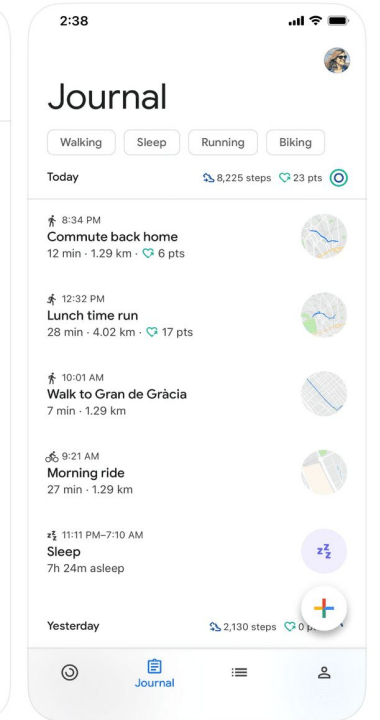 2:38
Journal
Walking Sleep Running Biking
Today 8,225 steps 23 pts
8:34 PM
Commute back home
12 min · 1.29 km · 6 pts
12:32 PM
Lunch time run
28 min · 4.02 km · 17 pts
10:01 AM
Walk to Gran de Gràcia
7 min · 1.29 km
9:21 AM
Morning ride
27 min · 1.29 km
11:11 PM–7:10 AM
Sleep
7h 24m asleep
Yesterday 2,130 steps 0
Journal